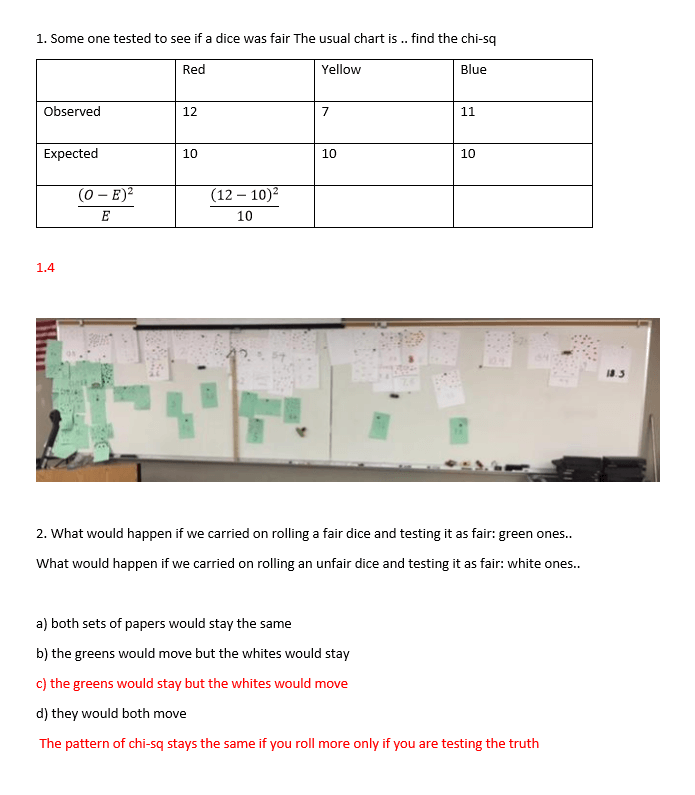 1. Some one tested to see if a dice was fair The usual chart is .. find the chi-sq
Red Yellow Blue
Observed 12 7 11
Expected 10 10 10
(O − E)²/E (12 − 10)²/10
1.4
18.3
2. What would happen if we carried on rolling a fair dice and testing it as fair: green ones..
What would happen if we carried on rolling an unfair dice and testing it as fair: white ones..
a) both sets of papers would stay the same
b) the greens would move but the whites would stay
c) the greens would stay but the whites would move
d) they would both move
The pattern of chi-sq stays the same if you roll more only if you are testing the truth